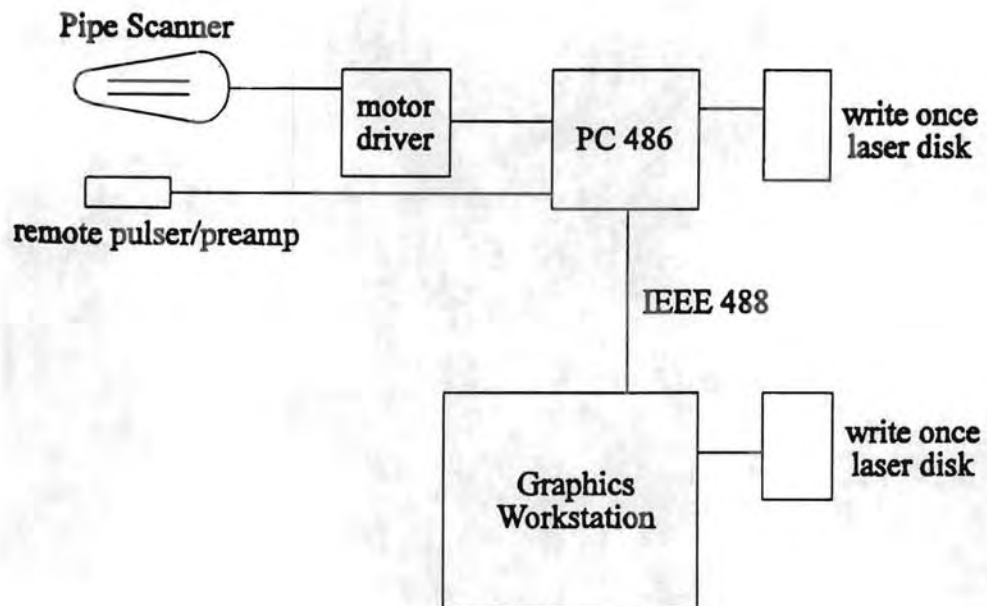 Pipe Scanner
motor
driver
PC 486
write once
laser disk
remote pulser/preamp
IEEE 488
Graphics
Workstation
write once
laser disk